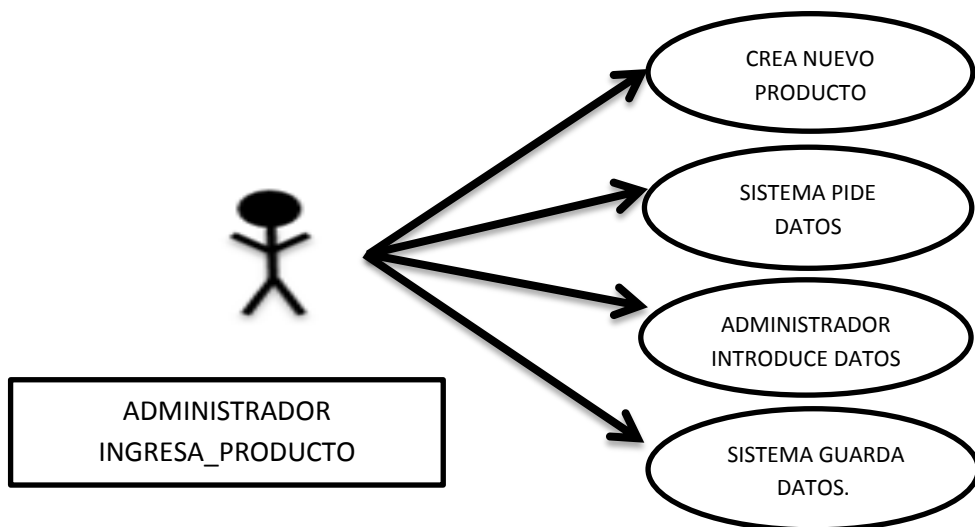 CREA NUEVO
PRODUCTO
SISTEMA PIDE
DATOS
ADMINISTRADOR
INTRODUCE DATOS
ADMINISTRADOR
INGRESA_PRODUCTO
SISTEMA GUARDA
DATOS.